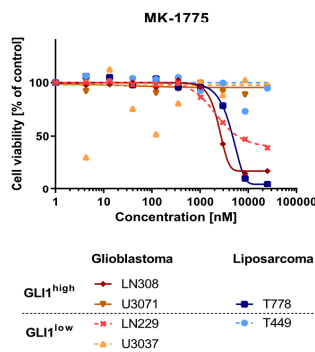 MK-1775
Cell viability [% of control]
100
50
0
1 10 100 1000 10000 100000
Concentration [nM]
Glioblastoma Liposarcoma
GLI1high
LN308 T778
U3071
GLI1low
LN229 T449
U3037